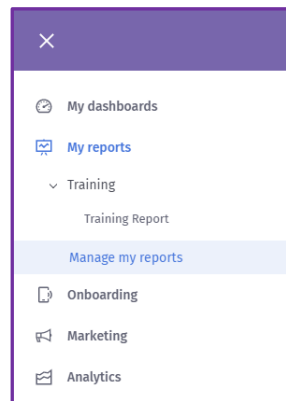 My dashboards
My reports
Training
Training Report
Manage my reports
Onboarding
Marketing
Analytics